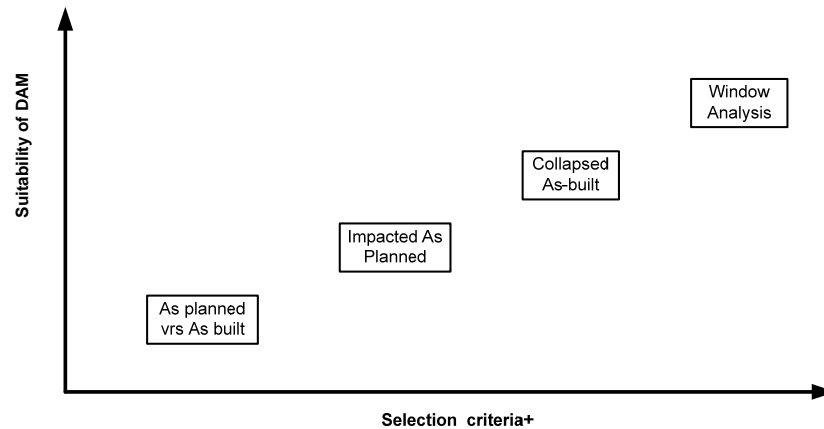 Suitability of DAM
Window
Analysis
Collapsed
As-built
Impacted As
Planned
As planned
vrs As built
Selection criteria+